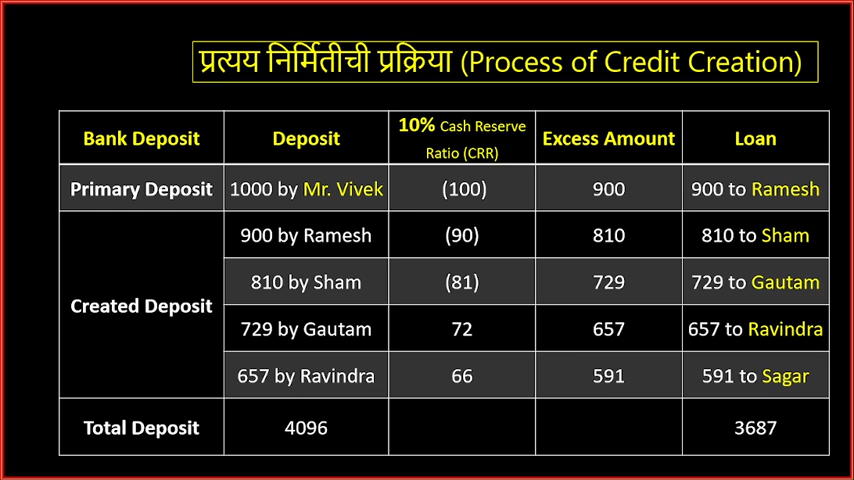 प्रत्यय निर्मितीची प्रक्रिया (Process of Credit Creation)
Bank Deposit Deposit 10% Cash Reserve Ratio (CRR) Excess Amount Loan
Primary Deposit 1000 by Mr. Vivek (100) 900 900 to Ramesh
900 by Ramesh (90) 810 810 to Sham
810 by Sham (81) 729 729 to Gautam
Created Deposit
729 by Gautam 72 657 657 to Ravindra
657 by Ravindra 66 591 591 to Sagar
Total Deposit 4096 3687